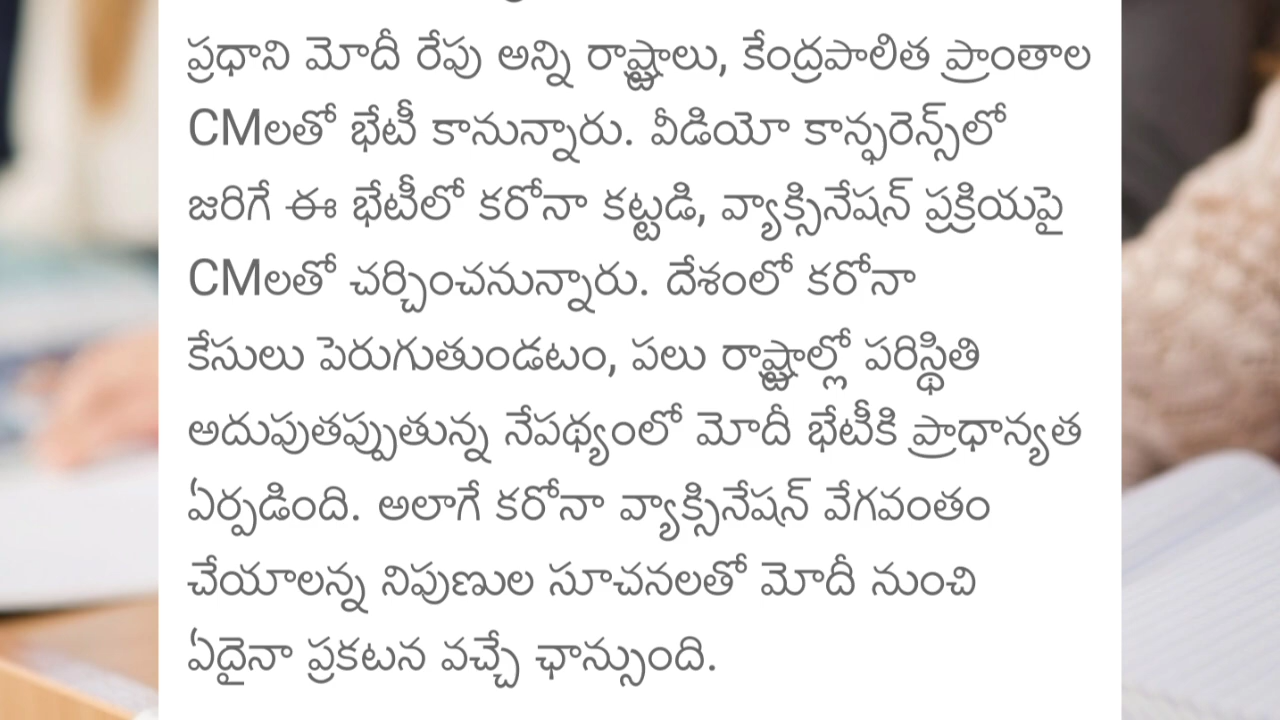 ప్రధాని మోదీ రేపు అన్ని రాష్ట్రాలు, కేంద్రపాలిత ప్రాంతాల
CMలతో భేటీ కానున్నారు. వీడియో కాన్ఫరెన్స్‌లో
జరిగే ఈ భేటీలో కరోనా కట్టడి, వ్యాక్సినేషన్ ప్రక్రియపై
CMలతో చర్చించనున్నారు. దేశంలో కరోనా
కేసులు పెరుగుతుండటం, పలు రాష్ట్రాల్లో పరిస్థితి
అదుపుతప్పుతున్న నేపథ్యంలో మోదీ భేటీకి ప్రాధాన్యత
ఏర్పడింది. అలాగే కరోనా వ్యాక్సినేషన్ వేగవంతం
చేయాలన్న నిపుణుల సూచనలతో మోదీ నుంచి
ఏదైనా ప్రకటన వచ్చే ఛాన్సుంది.